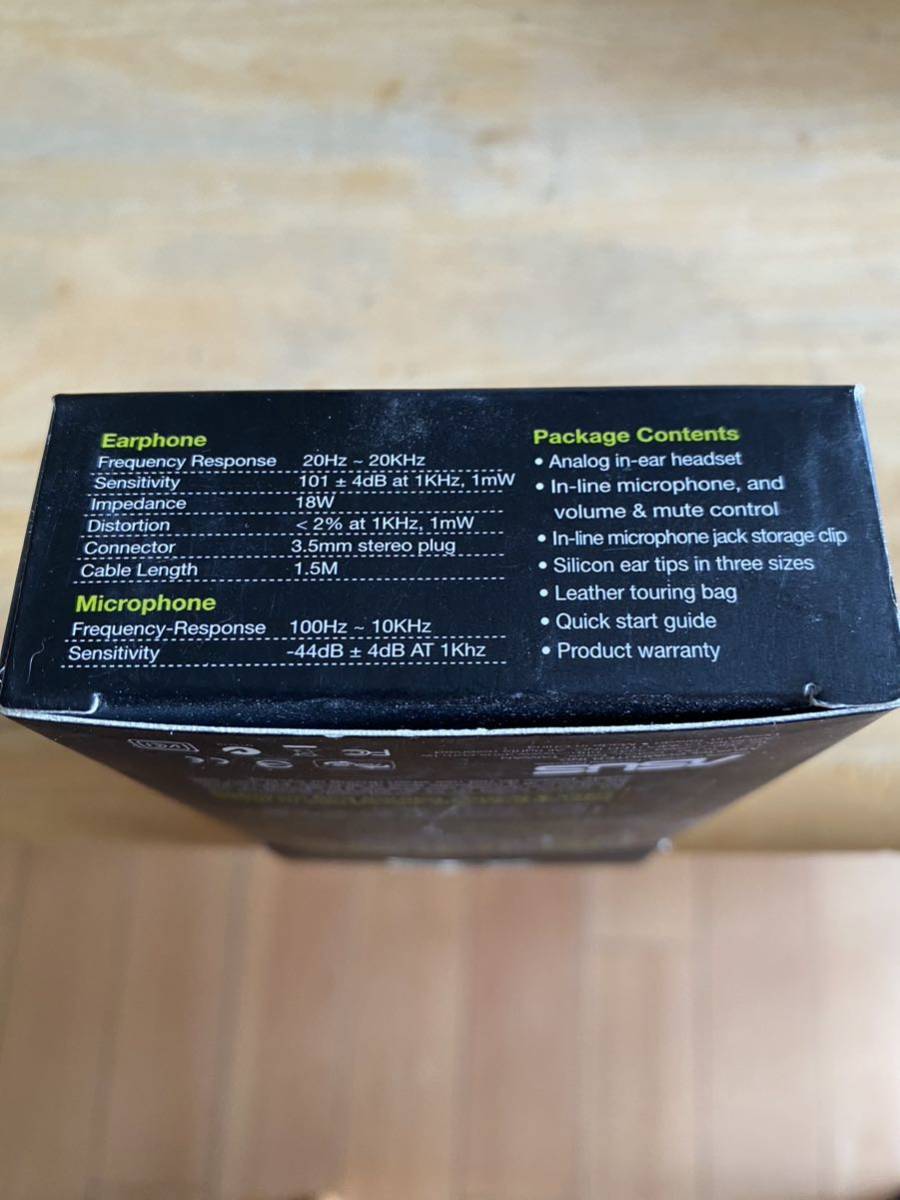 Earphone
Frequency Response 20Hz ~ 20KHz
Sensitivity 101 ± 4dB at 1KHz, 1mW
Impedance 18W
Distortion < 2% at 1KHz, 1mW
Connector 3.5mm stereo plug
Cable Length 1.5M
Microphone
Frequency-Response 100Hz ~ 10KHz
Sensitivity -44dB ± 4dB AT 1Khz
Package Contents
• Analog in-ear headset
• In-line microphone, and
volume & mute control
• In-line microphone jack storage clip
• Silicon ear tips in three sizes
• Leather touring bag
• Quick start guide
• Product warranty
ASUS